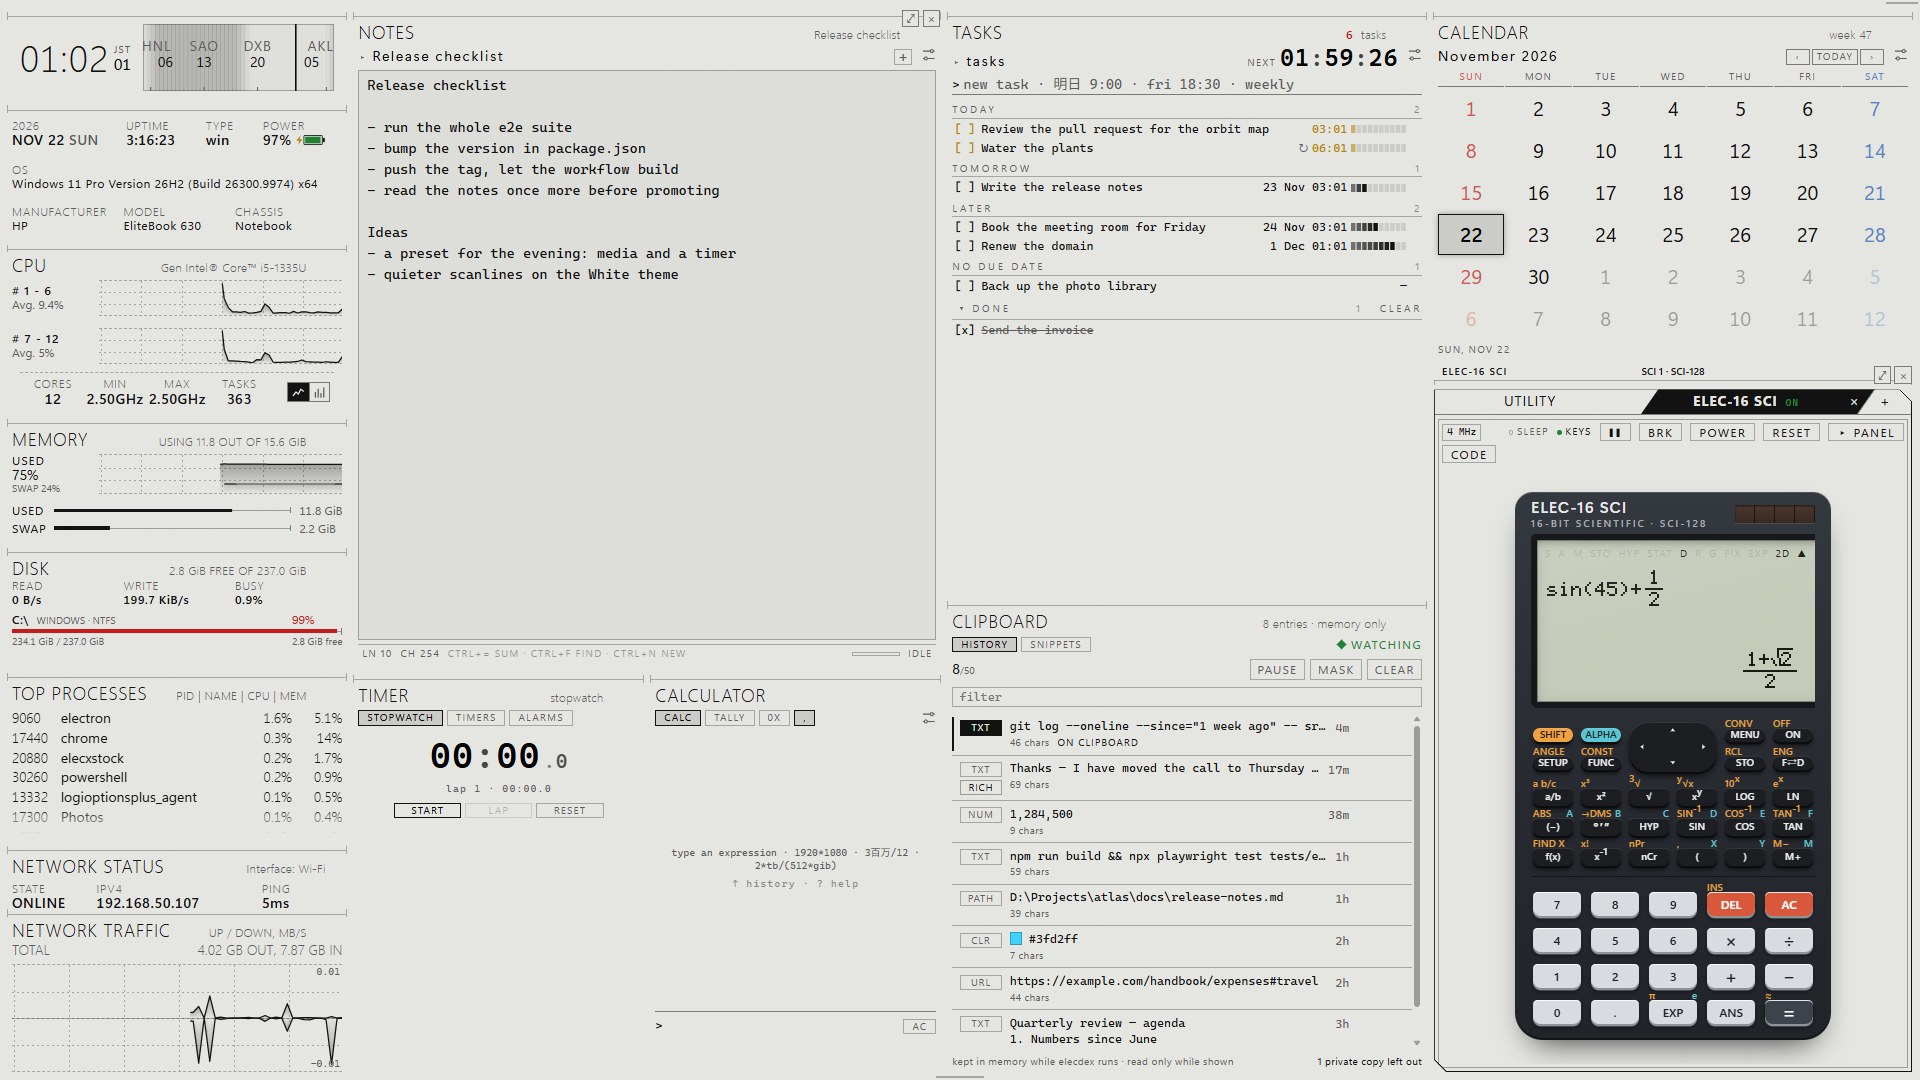 01:02 JST 01
HNL SAO DXB AKL
06 13 20 05
2026 UPTIME TYPE POWER
NOV 22 SUN 3:16:23 win 97%
OS
Windows 11 Pro Version 26H2 (Build 26300.9974) x64
MANUFACTURER MODEL CHASSIS
HP EliteBook 630 Notebook
CPU Gen Intel® Core™ i5-1335U
# 1 - 6
Avg. 9.4%
# 7 - 12
Avg. 5%
CORES MIN MAX TASKS
12 2.50GHz 2.50GHz 363
MEMORY USING 11.8 OUT OF 15.6 GIB
USED
75%
SWAP 24%
USED 11.8 GiB
SWAP 2.2 GiB
DISK 2.8 GiB FREE OF 237.0 GiB
READ WRITE BUSY
0 B/s 199.7 KiB/s 0.9%
C:\ WINDOWS · NTFS 99%
234.1 GiB / 237.0 GiB 2.8 GiB free
TOP PROCESSES PID | NAME | CPU | MEM
9060 electron 1.6% 5.1%
17440 chrome 0.3% 14%
20880 elecxstock 0.2% 1.7%
30260 powershell 0.2% 0.9%
13332 logioptionsplus_agent 0.1% 0.5%
17300 Photos 0.1% 0.4%
NETWORK STATUS Interface: Wi-Fi
STATE IPV4 PING
ONLINE 192.168.50.107 5ms
NETWORK TRAFFIC UP / DOWN, MB/S
TOTAL 4.02 GB OUT, 7.87 GB IN
0.01
-0.01
NOTES Release checklist
Release checklist +
Release checklist
- run the whole e2e suite
- bump the version in package.json
- push the tag, let the workflow build
- read the notes once more before promoting
Ideas
- a preset for the evening: media and a timer
- quieter scanlines on the White theme
LN 10 CH 254 CTRL+= SUM · CTRL+F FIND · CTRL+N NEW IDLE
TIMER stopwatch
STOPWATCH TIMERS ALARMS
00:00.0
lap 1 · 00:00.0
START LAP RESET
CALCULATOR
CALC TALLY 0X ,
type an expression · 1920*1080 · 3百万/12 ·
2*tb/(512*gib)
↑ history · ? help
> AC
TASKS 6 tasks
tasks NEXT 01:59:26
> new task · 明日 9:00 · fri 18:30 · weekly
TODAY 2
[ ] Review the pull request for the orbit map 03:01
[ ] Water the plants ↻ 06:01
TOMORROW 1
[ ] Write the release notes 23 Nov 03:01
LATER 2
[ ] Book the meeting room for Friday 24 Nov 03:01
[ ] Renew the domain 1 Dec 01:01
NO DUE DATE 1
[ ] Back up the photo library —
DONE 1 CLEAR
[x] Send the invoice
CLIPBOARD 8 entries · memory only
HISTORY SNIPPETS ◆ WATCHING
8/50 PAUSE MASK CLEAR
filter
TXT git log --oneline --since="1 week ago" -- sr… 4m
46 chars ON CLIPBOARD
TXT Thanks — I have moved the call to Thursday … 17m
RICH 69 chars
NUM 1,284,500 38m
9 chars
TXT npm run build && npx playwright test tests/e… 1h
59 chars
PATH D:\Projects\atlas\docs\release-notes.md 1h
39 chars
CLR #3fd2ff 2h
7 chars
URL https://example.com/handbook/expenses#travel 2h
44 chars
TXT Quarterly review — agenda 3h
1. Numbers since June
kept in memory while elecdex runs · read only while shown 1 private copy left out
CALENDAR week 47
November 2026 ‹ TODAY ›
SUN MON TUE WED THU FRI SAT
1 2 3 4 5 6 7
8 9 10 11 12 13 14
15 16 17 18 19 20 21
22 23 24 25 26 27 28
29 30 1 2 3 4 5
6 7 8 9 10 11 12
SUN, NOV 22
ELEC-16 SCI SCI 1 · SCI-128
UTILITY ELEC-16 SCI ON × +
4 MHz SLEEP KEYS BRK POWER RESET PANEL
CODE
ELEC-16 SCI
16-BIT SCIENTIFIC · SCI-128
S A M STO HYP STAT D R G FIX EXP 2D ▲
sin(45)+1/2
1+√2
2
CONV OFF
SHIFT ALPHA MENU ON
ANGLE CONST RCL ENG
SETUP FUNC STO F⇄D
a b/c x³ 3√ y√x 10x ex
a/b x² √ xy LOG LN
ABS A →DMS B C SIN-1 D COS-1 E TAN-1 F
(−) °′″ HYP SIN COS TAN
FIND X x! nPr , X Y M− M
f(x) x-1 nCr ( ) M+
INS
7 8 9 DEL AC
4 5 6 × ÷
1 2 3 + −
π e ≈
0 . EXP ANS =